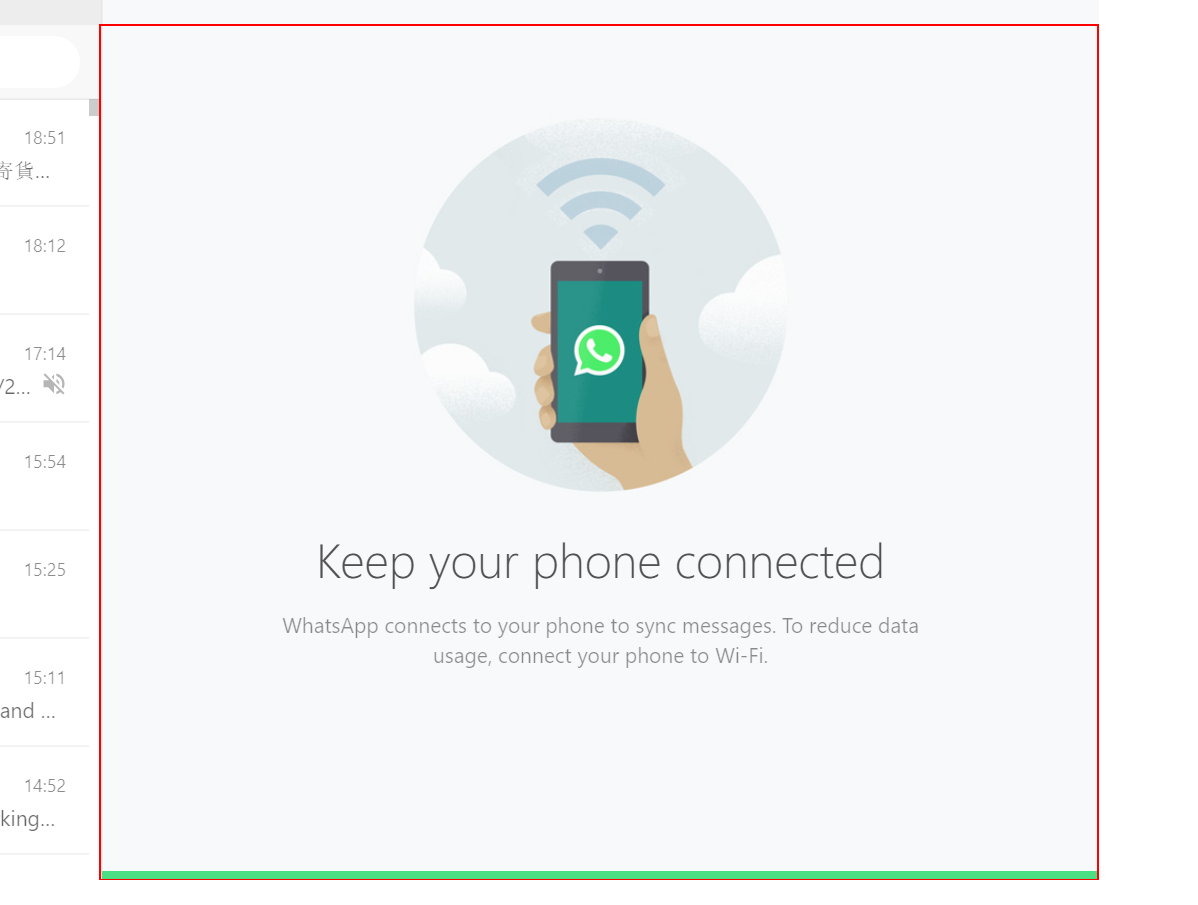 18:51
寄貨...
18:12
17:14
/2...
15:54
15:25
15:11
and ...
14:52
king...
Keep your phone connected
WhatsApp connects to your phone to sync messages. To reduce data
usage, connect your phone to Wi-Fi.